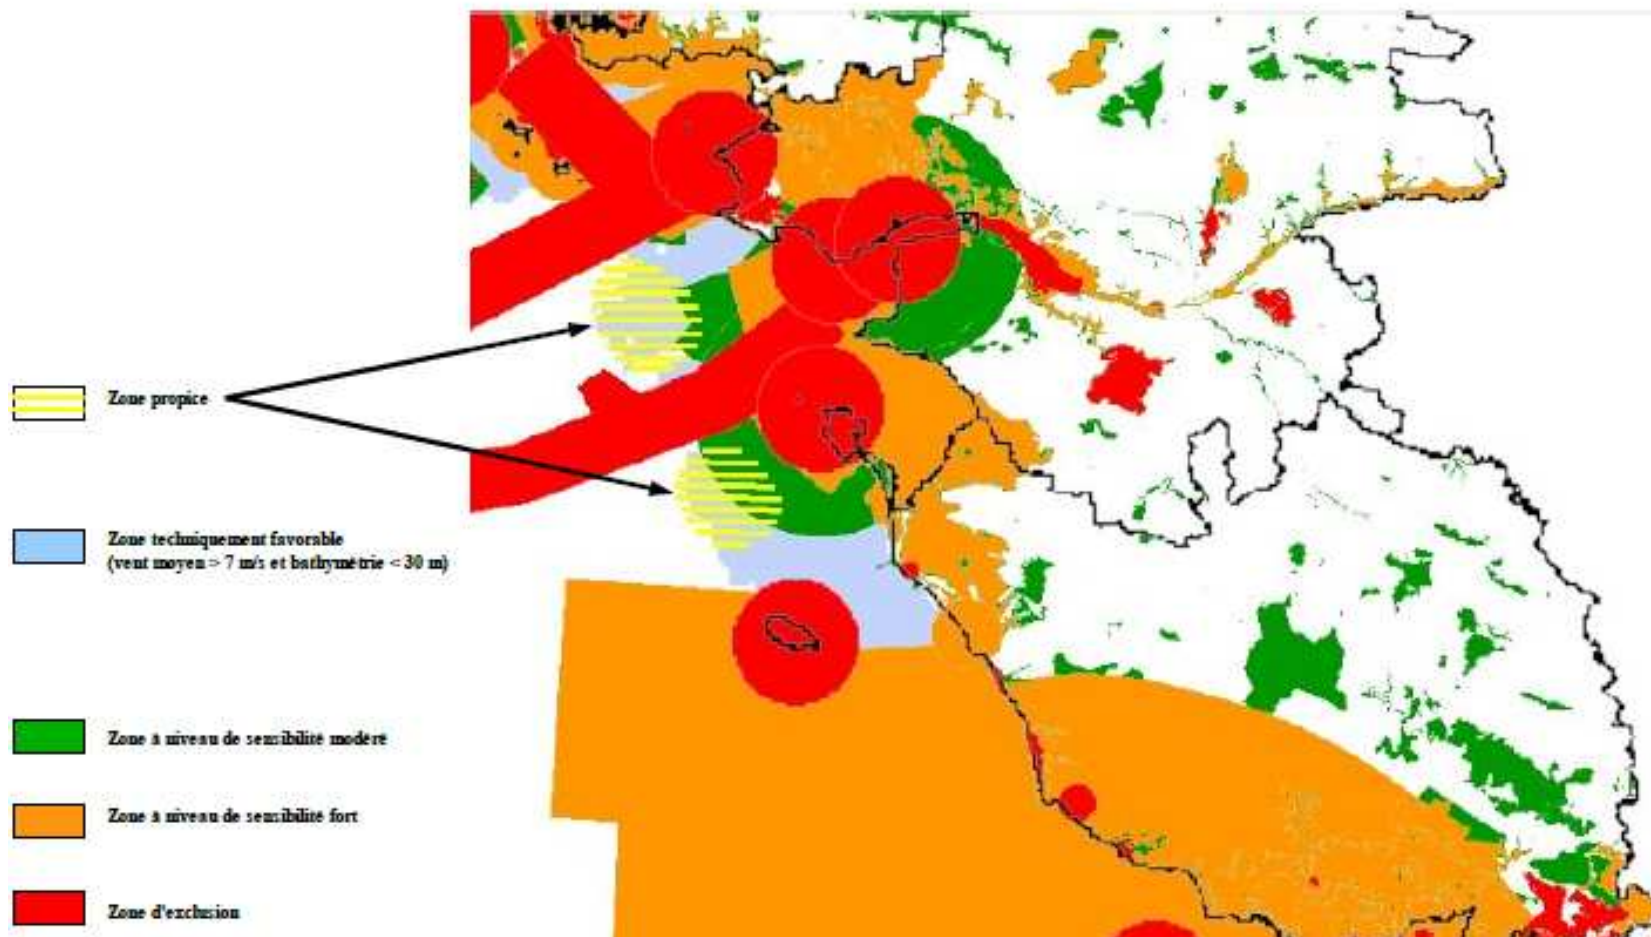 Zone propice
Zone techniquement favorable
(vent moyen > 7 m/s et bathymétrie < 30 m)
Zone à niveau de sensibilité modéré
Zone à niveau de sensibilité fort
Zone d'exclusion